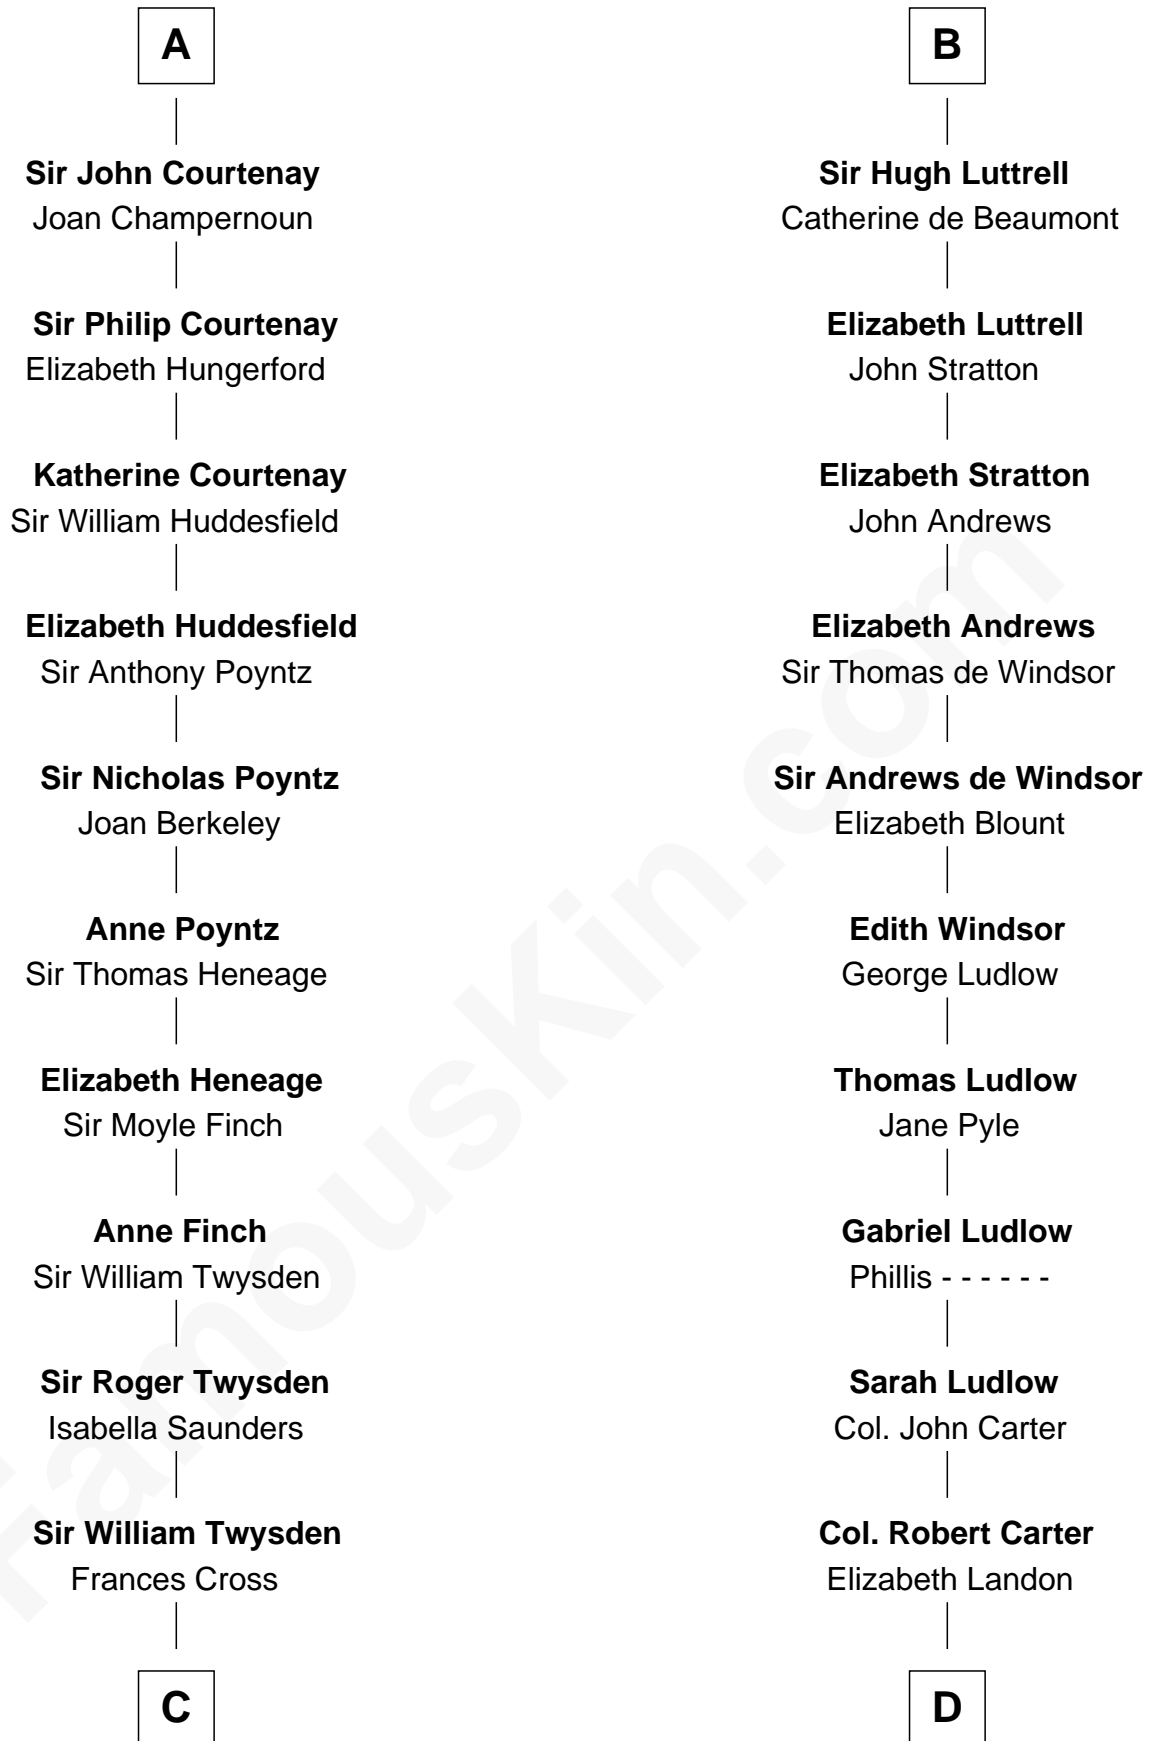 A
Sir John Courtenay
Joan Champernoun
Sir Philip Courtenay
Elizabeth Hungerford
Katherine Courtenay
Sir William Huddesfield
Elizabeth Huddesfield
Sir Anthony Poyntz
Sir Nicholas Poyntz
Joan Berkeley
Anne Poyntz
Sir Thomas Heneage
Elizabeth Heneage
Sir Moyle Finch
Anne Finch
Sir William Twysden
Sir Roger Twysden
Isabella Saunders
Sir William Twysden
Frances Cross
C
B
Sir Hugh Luttrell
Catherine de Beaumont
Elizabeth Luttrell
John Stratton
Elizabeth Stratton
John Andrews
Elizabeth Andrews
Sir Thomas de Windsor
Sir Andrews de Windsor
Elizabeth Blount
Edith Windsor
George Ludlow
Thomas Ludlow
Jane Pyle
Gabriel Ludlow
Phillis - - - - - -
Sarah Ludlow
Col. John Carter
Col. Robert Carter
Elizabeth Landon
D
FamousKin.com